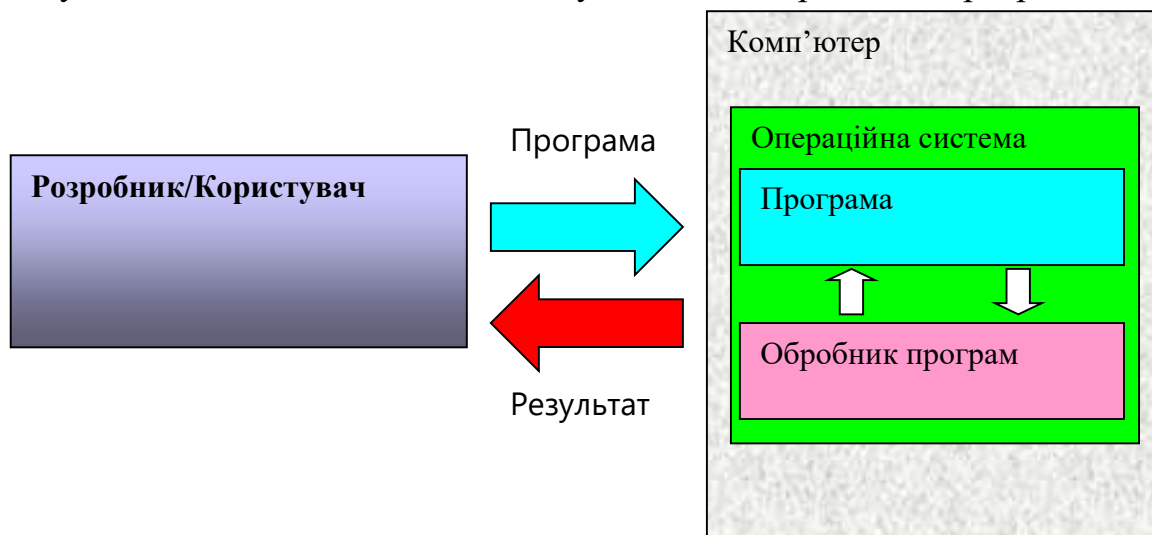 Комп’ютер
Програма
Операційна система
Розробник/Користувач
Програма
Обробник програм
Результат